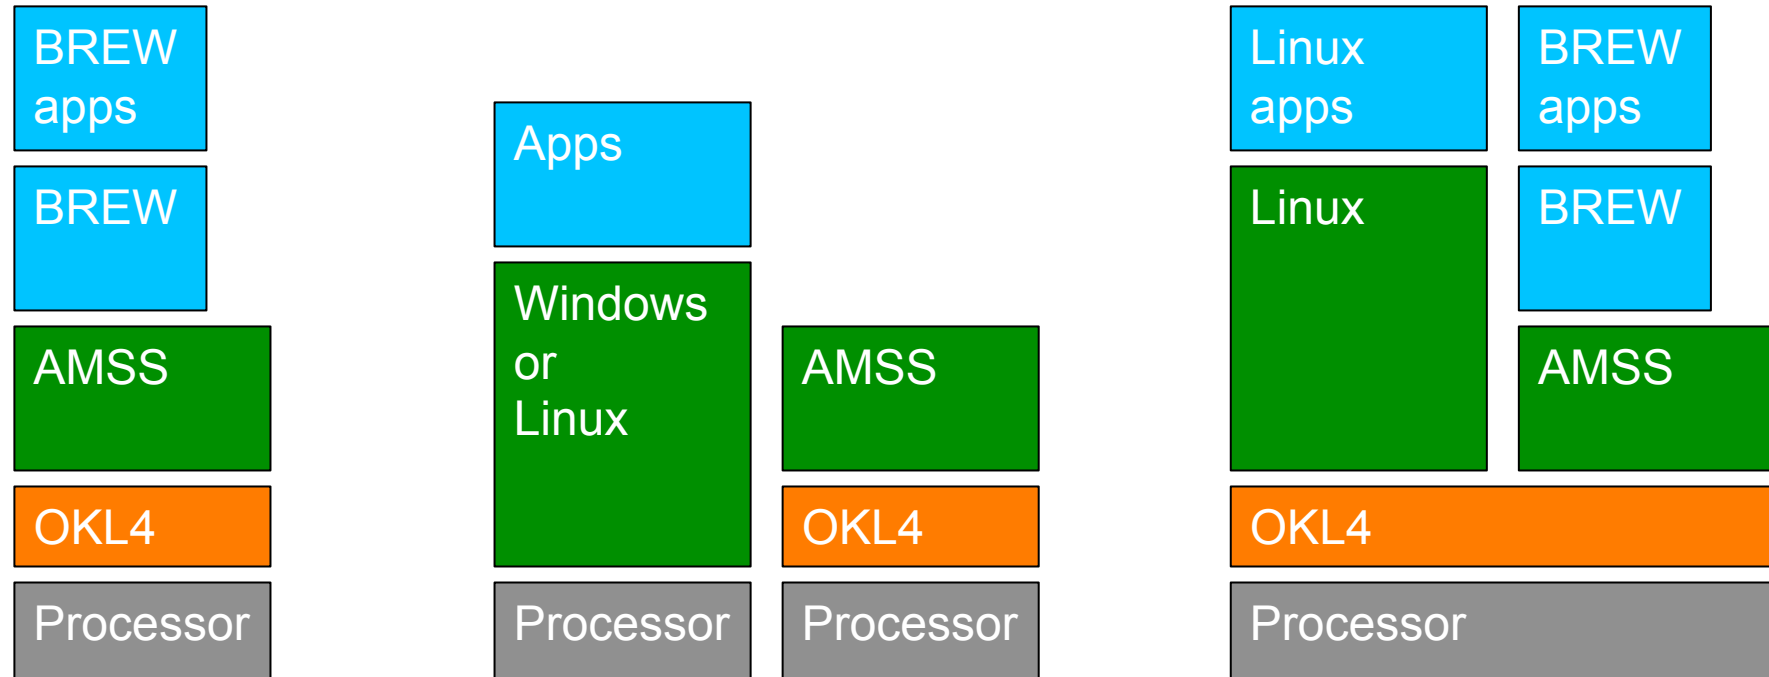 BREW
apps
BREW
AMSS
OKL4
Processor
Apps
Windows
or
Linux
Processor
AMSS
OKL4
Processor
Linux
apps
Linux
BREW
apps
BREW
AMSS
OKL4
Processor